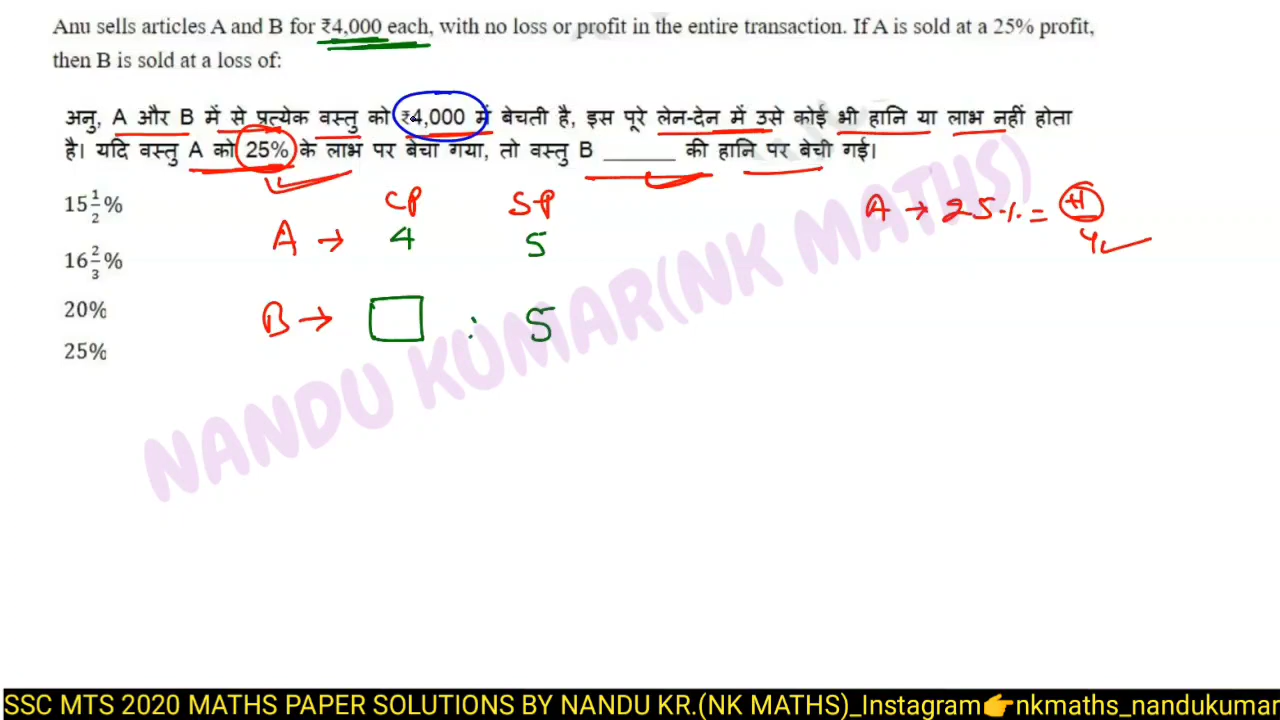 Anu sells articles A and B for ₹4,000 each, with no loss or profit in the entire transaction. If A is sold at a 25% profit,
then B is sold at a loss of:
अनु, A और B में से प्रत्येक वस्तु को ₹4,000 में बेचती है, इस पूरे लेन-देन में उसे कोई भी हानि या लाभ नहीं होता
है। यदि वस्तु A को 25% के लाभ पर बेचा गया, तो वस्तु B ______ की हानि पर बेची गई।
15 1/2 %
16 2/3 %
20%
25%
CP SP
A → 4 5
B → : 5
A → 25% = +1
4
NANDU KUMAR(NK MATHS)
SSC MTS 2020 MATHS PAPER SOLUTIONS BY NANDU KR.(NK MATHS)_Instagram👉nkmaths_nandukumar